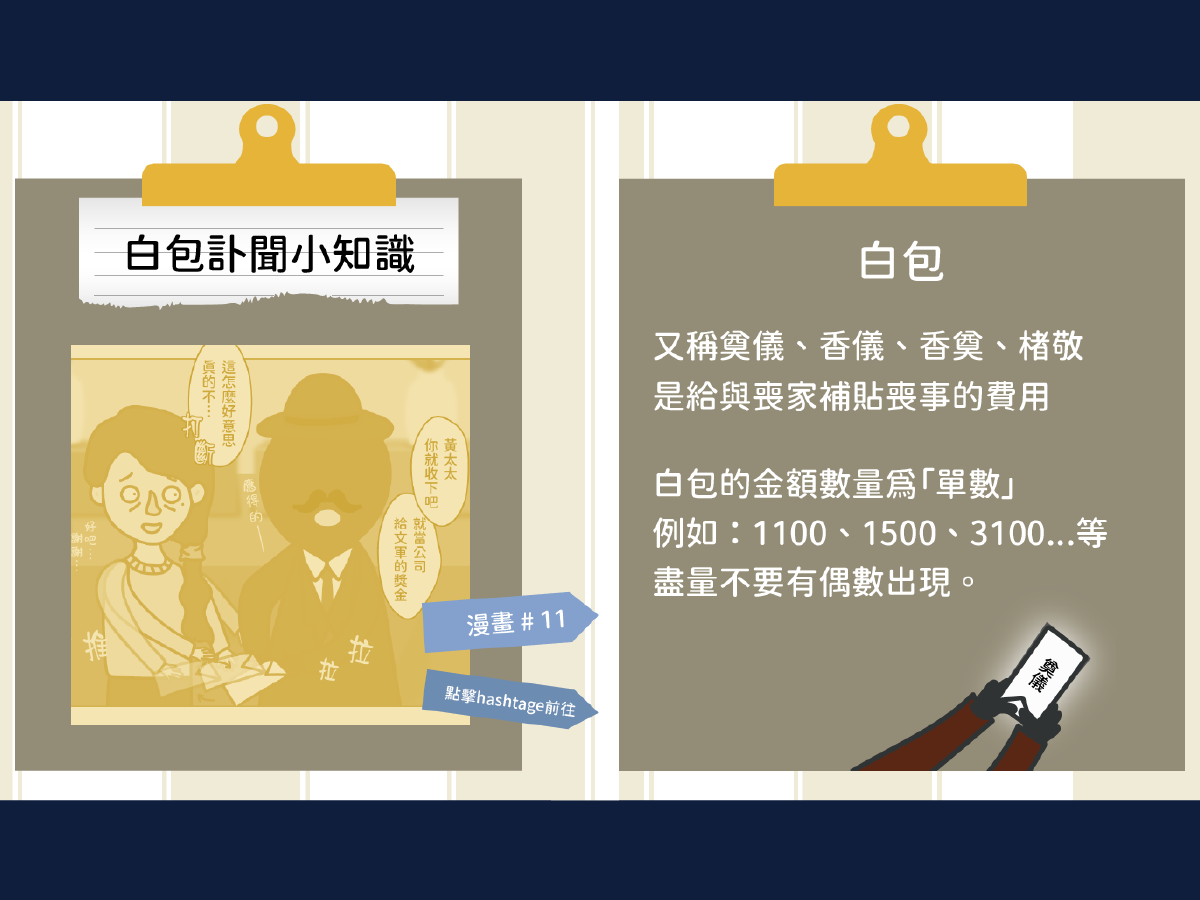 白包訃聞小知識
這怎麼好意思
真的不…
打斷
黃太太
你就收下吧
就當公司
給文軍的獎金
應得的—
推
拉
拉
漫畫＃11
點擊hashtage前往
白包
又稱奠儀、香儀、香奠、楮敬
是給與喪家補貼喪事的費用
白包的金額數量為「單數」
例如：1100、1500、3100...等
盡量不要有偶數出現。
奠儀